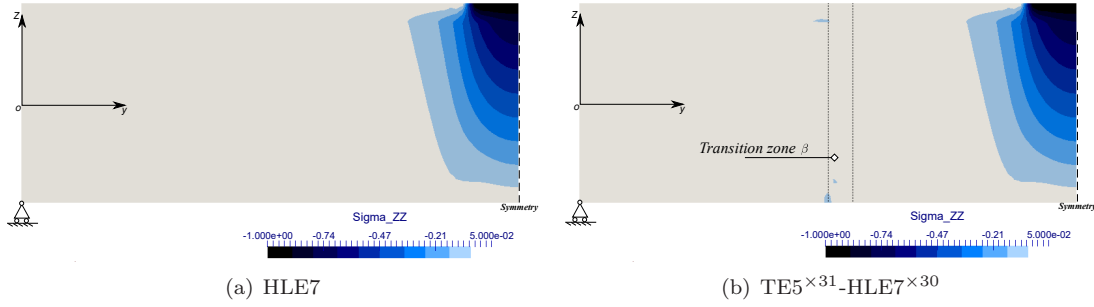 z
o
y
Symmetry
Sigma_ZZ
-1.000e+00 -0.74 -0.47 -0.21 5.000e-02
(a) HLE7
z
o
y
Transition zone β
Symmetry
Sigma_ZZ
-1.000e+00 -0.74 -0.47 -0.21 5.000e-02
(b) TE5×31-HLE7×30